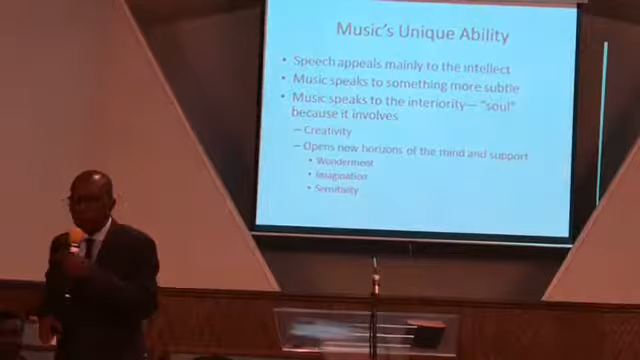 Music's Unique Ability
• Speech appeals mainly to the intellect
• Music speaks to something more subtle
• Music speaks to the interiority—"soul"
because it involves
– Creativity
– Opens new horizons of the mind and support
• Wonderment
• Imagination
• Sensitivity